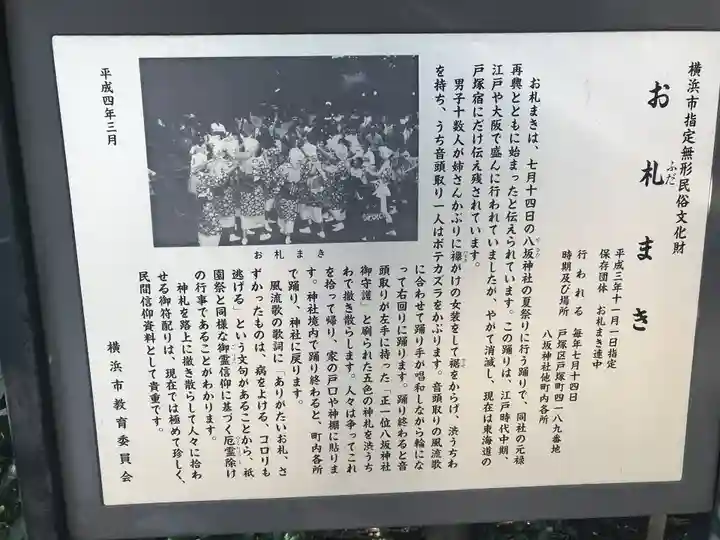 横浜市指定無形民俗文化財
お札まき
ふだ
平成三年十一月一日指定
保存団体 お札まき連中
行われる 毎年七月十四日
時期及び場所 戸塚区戸塚町四一八九番地
八坂神社他町内各所
お札まきは、七月十四日の八坂神社の夏祭りに行う踊りで、同社の元禄
再興とともに始まったと伝えられています。この踊りは、江戸時代中期、
江戸や大阪で盛んに行われていましたが、やがて消滅し、現在は東海道の
戸塚宿にだけ伝え残されています。
男子十数人が姉さんかぶりに襷がけの女装をして裾をからげ、渋うちわ
を持ち、うち音頭取り一人はボテカズラをかぶります。音頭取りの風流歌
に合わせて踊り手が唱和しながら輪にな
って右回りに踊ります。踊り終わると音
頭取りが左手に持った「正一位八坂神社
御守護」と刷られた五色の神札を渋うち
わで撒き散らします。人々は争ってこれ
を拾って帰り、家の戸口や神棚に貼りま
す。神社境内で踊り終わると、町内各所
で踊り、神社に戻ります。
風流歌の歌詞に「ありがたいお札、さ
ずかったものは、病をよける、コロリも
逃げる」という文句があることから、祇
園祭と同様な御霊信仰に基づく厄霊除け
の行事であることがわかります。
神札を路上に撒き散らして人々に拾わ
せる御符配りは、現在では極めて珍しく、
民間信仰資料として貴重です。
横浜市教育委員会
お札まき
平成四年三月